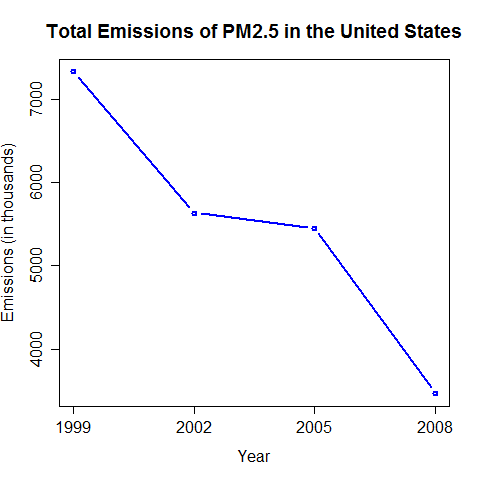 Total Emissions of PM2.5 in the United States
Emissions (in thousands)
7000
6000
5000
4000
1999 2002 2005 2008
Year